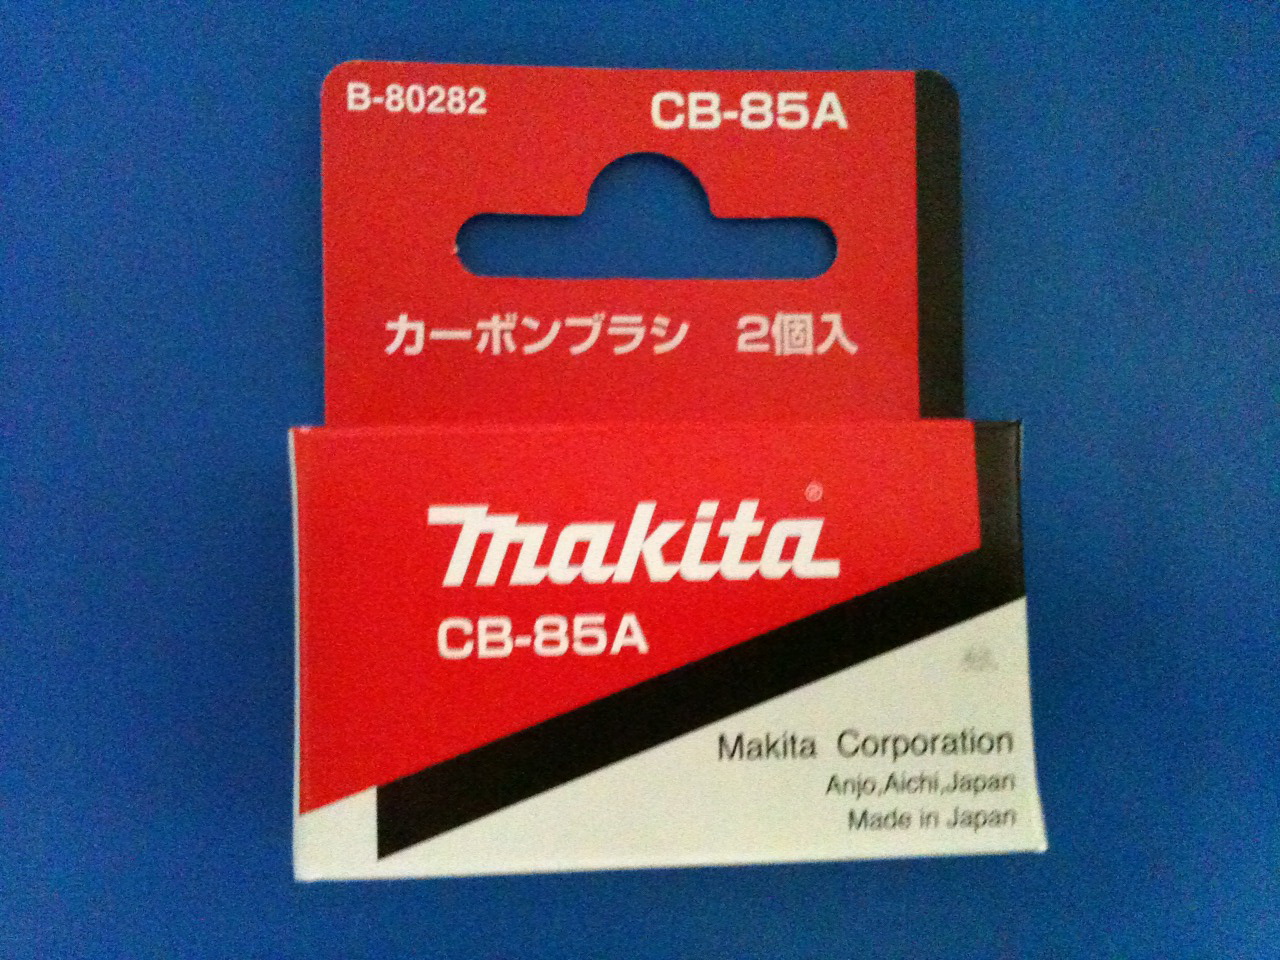 B-80282 CB-85A
カーボンブラシ 2個入
makita®
CB-85A
Makita Corporation
Anjo,Aichi,Japan
Made in Japan